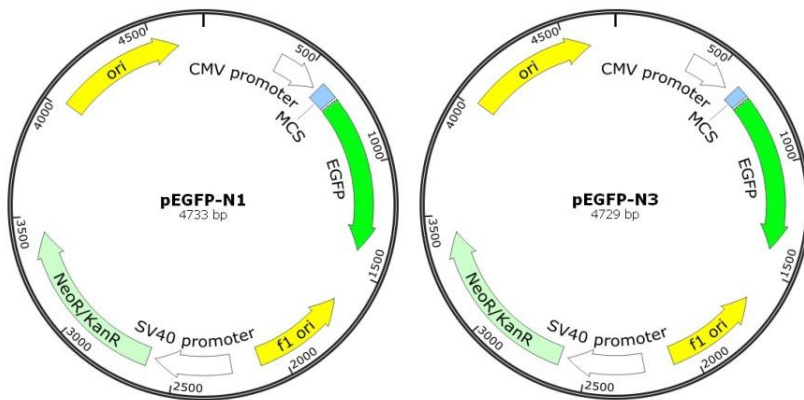 4500
ori
500
CMV promoter
MCS
4000
1000
EGFP
pEGFP-N1
4733 bp
3500
1500
NeoR/KanR
SV40 promoter
f1 ori
3000
2000
2500
4500
ori
500
CMV promoter
MCS
4000
1000
EGFP
pEGFP-N3
4729 bp
3500
1500
NeoR/KanR
SV40 promoter
f1 ori
3000
2000
2500